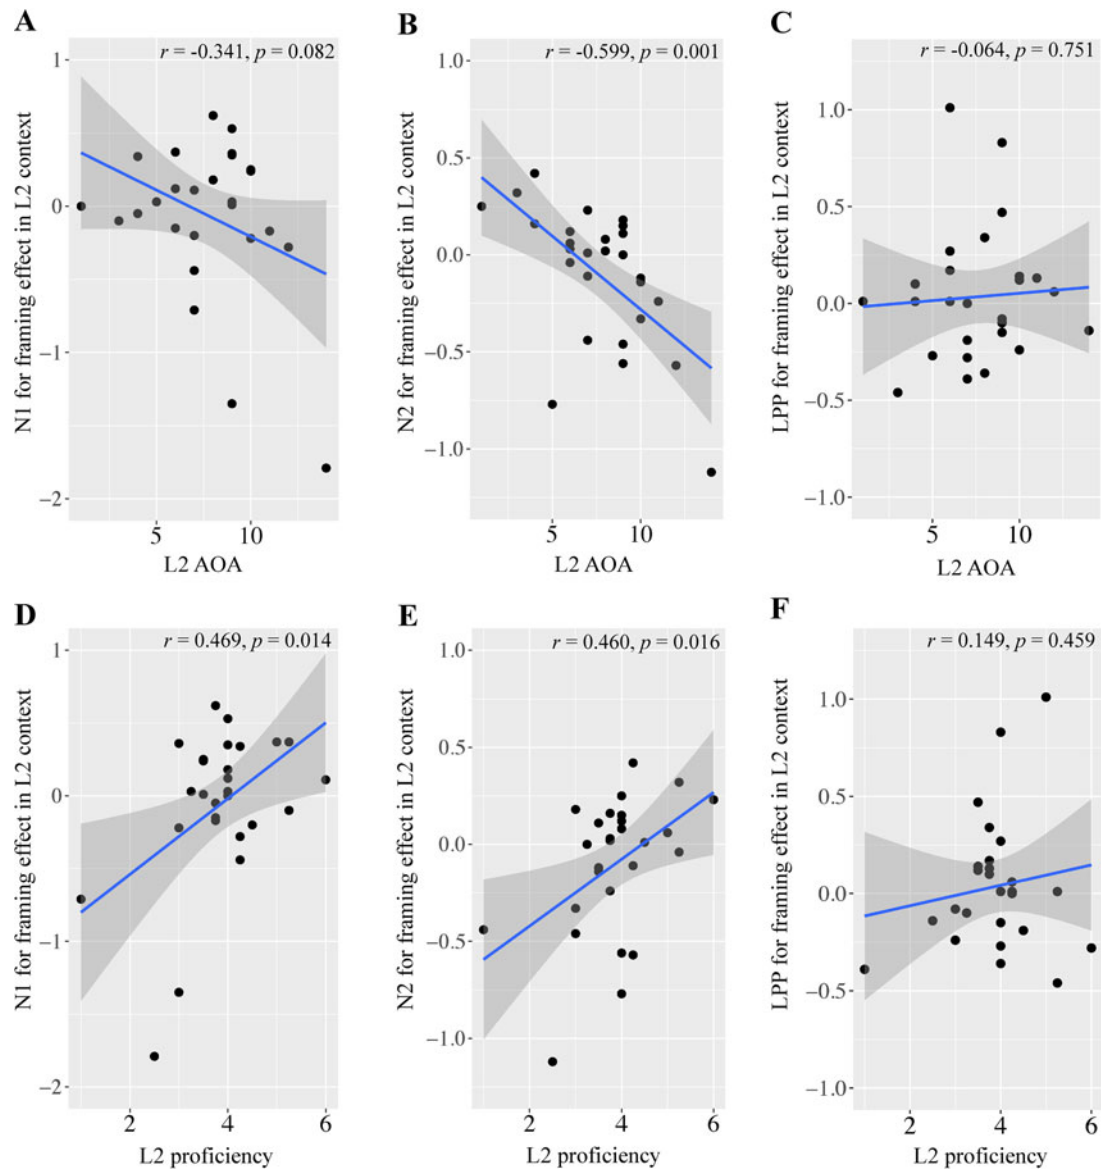 A
r = -0.341, p = 0.082
1
0
−1
−2
N1 for framing effect in L2 context
5
10
L2 AOA
B
r = -0.599, p = 0.001
1.0
0.5
0.0
−0.5
−1.0
N2 for framing effect in L2 context
5
10
L2 AOA
C
r = -0.064, p = 0.751
1.0
0.5
0.0
−0.5
−1.0
LPP for framing effect in L2 context
5
10
L2 AOA
D
r = 0.469, p = 0.014
1
0
−1
−2
N1 for framing effect in L2 context
2
4
6
L2 proficiency
E
r = 0.460, p = 0.016
1.0
0.5
0.0
−0.5
−1.0
N2 for framing effect in L2 context
2
4
6
L2 proficiency
F
r = 0.149, p = 0.459
1.0
0.5
0.0
−0.5
−1.0
LPP for framing effect in L2 context
2
4
6
L2 proficiency